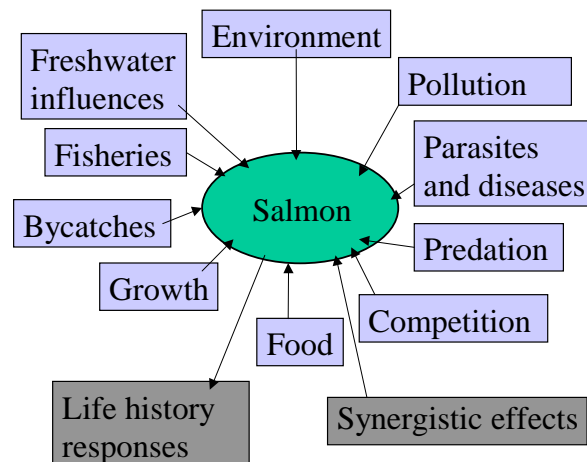 Environment
Freshwater
influences
Pollution
Fisheries
Parasites
and diseases
Salmon
Bycatches
Predation
Growth
Competition
Food
Life history
responses
Synergistic effects